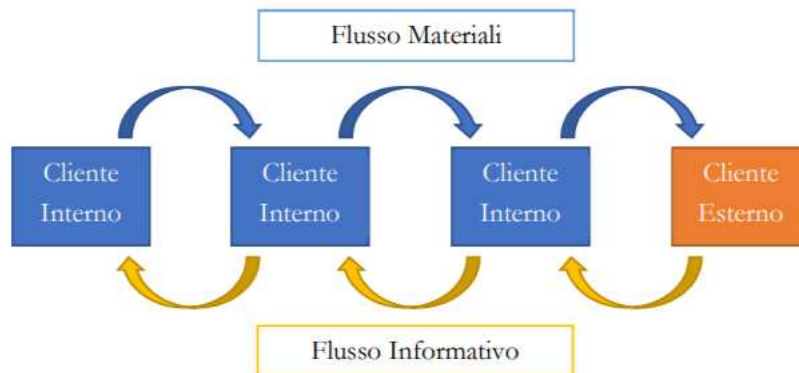 Flusso Materiali
Cliente
Interno
Cliente
Interno
Cliente
Interno
Cliente
Esterno
Flusso Informativo